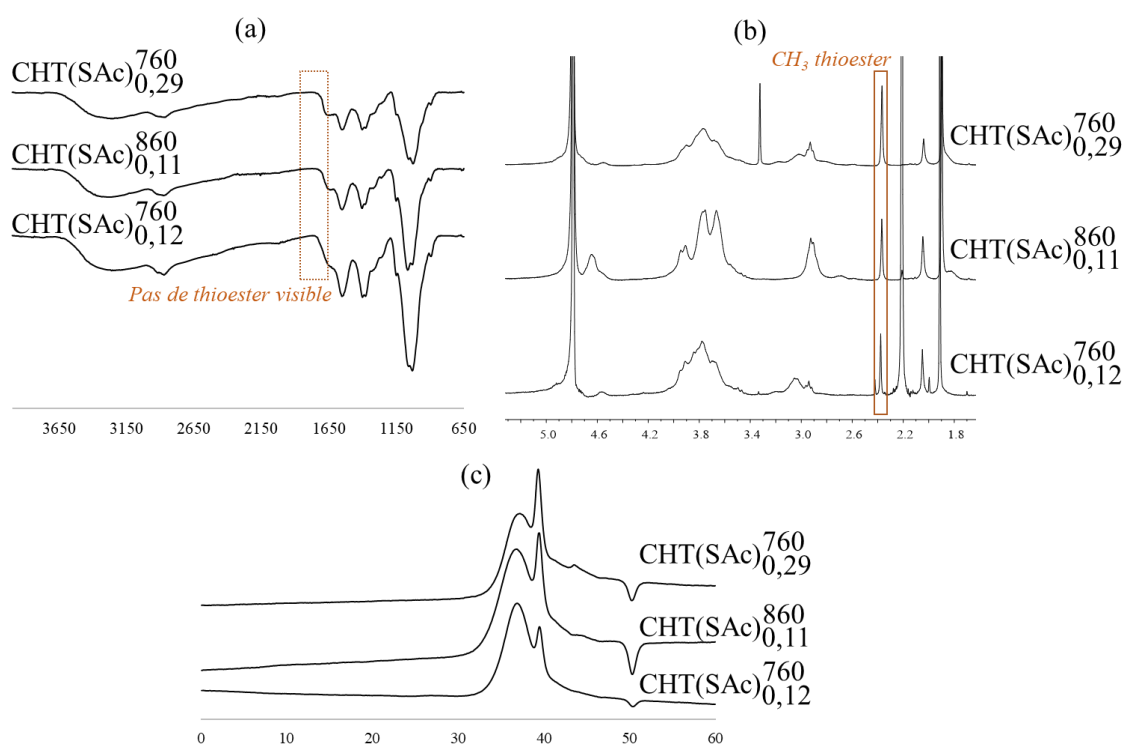 (a)
CHT(SAc)760 0,29
CHT(SAc)860 0,11
CHT(SAc)760 0,12
Pas de thioester visible
3650 3150 2650 2150 1650 1150 650
(b)
CH3 thioester
CHT(SAc)760 0,29
CHT(SAc)860 0,11
CHT(SAc)760 0,12
5.0 4.6 4.2 3.8 3.4 3.0 2.6 2.2 1.8
(c)
CHT(SAc)760 0,29
CHT(SAc)860 0,11
CHT(SAc)760 0,12
0 10 20 30 40 50 60